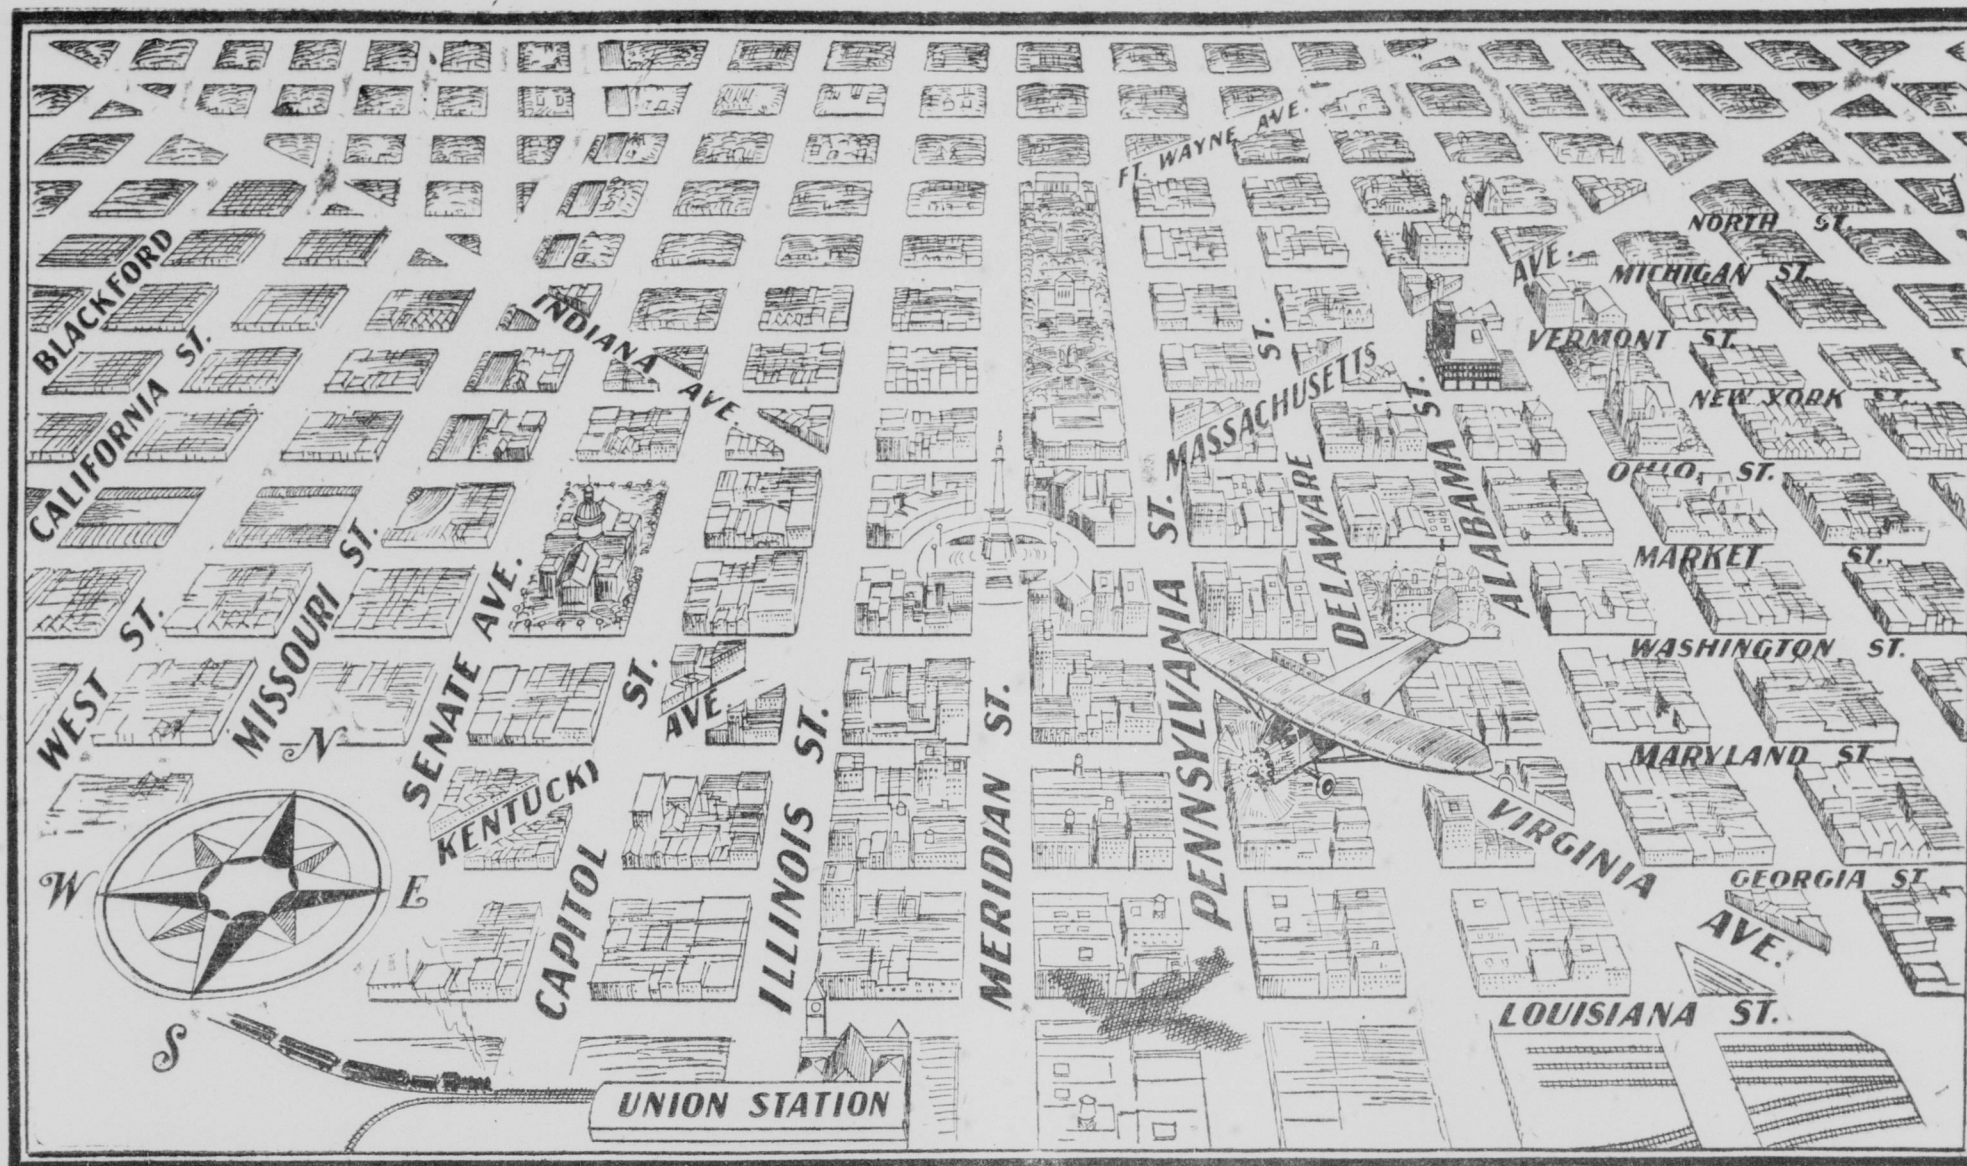 FT. WAYNE AVE.
NORTH ST.
AVE.
MICHIGAN ST.
BLACKFORD
INDIANA AVE.
ST.
VERMONT ST.
CALIFORNIA ST.
MASSACHUSETTS
NEW YORK ST.
OHIO ST.
MARKET ST.
WEST ST.
MISSOURI ST.
SENATE AVE.
PENNSYLVANIA ST.
DELAWARE
ALABAMA ST.
WASHINGTON ST.
KENTUCKY AVE.
CAPITOL ST.
ILLINOIS ST.
MERIDIAN ST.
MARYLAND ST
VIRGINIA AVE.
GEORGIA ST.
N
W
E
S
LOUISIANA ST.
UNION STATION